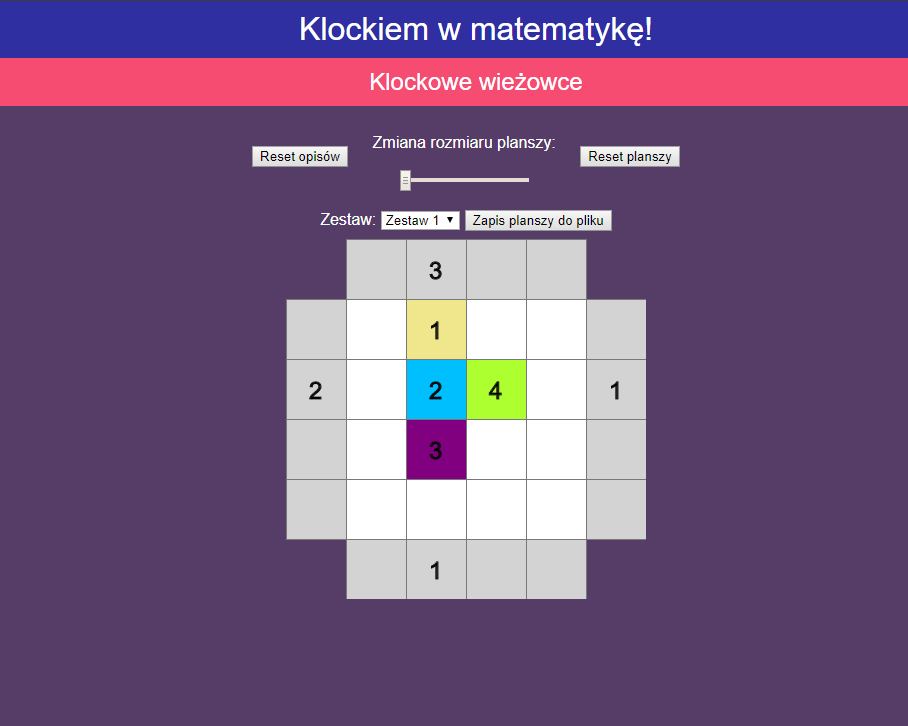 Klockiem w matematykę!
Klockowe wieżowce
Reset opisów
Zmiana rozmiaru planszy:
Reset planszy
Zestaw: Zestaw 1 Zapis planszy do pliku
3
1
2 2 4 1
3
1